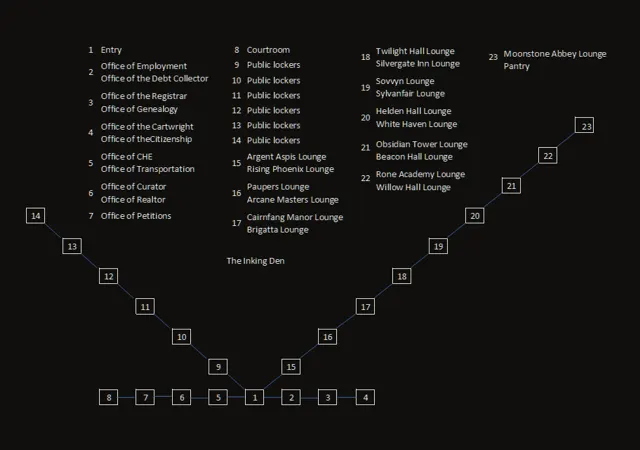 1 Entry
2 Office of Employment
Office of the Debt Collector
3 Office of the Registrar
Office of Genealogy
4 Office of the Cartwright
Office of theCitizenship
5 Office of CHE
Office of Transportation
6 Office of Curator
Office of Realtor
7 Office of Petitions
8 Courtroom
9 Public lockers
10 Public lockers
11 Public lockers
12 Public lockers
13 Public lockers
14 Public lockers
15 Argent Aspis Lounge
Rising Phoenix Lounge
16 Paupers Lounge
Arcane Masters Lounge
17 Cairnfang Manor Lounge
Brigatta Lounge
18 Twilight Hall Lounge
Silvergate Inn Lounge
19 Sovvyn Lounge
Sylvanfair Lounge
20 Helden Hall Lounge
White Haven Lounge
21 Obsidian Tower Lounge
Beacon Hall Lounge
22 Rone Academy Lounge
Willow Hall Lounge
23 Moonstone Abbey Lounge
Pantry
The Inking Den
23
22
21
14
20
13
19
12
18
11
17
10
16
9
15
8 7 6 5 1 2 3 4